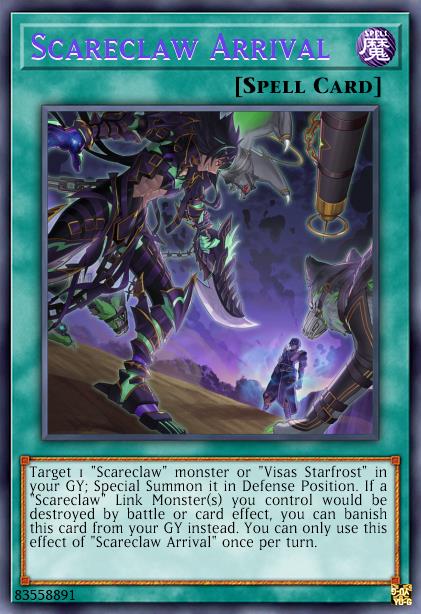 SCARECLAW ARRIVAL
SPELL
魔
[SPELL CARD]
Target 1 "Scareclaw" monster or "Visas Starfrost" in
your GY; Special Summon it in Defense Position. If a
"Scareclaw" Link Monster(s) you control would be
destroyed by battle or card effect, you can banish
this card from your GY instead. You can only use this
effect of "Scareclaw Arrival" once per turn.
83558891